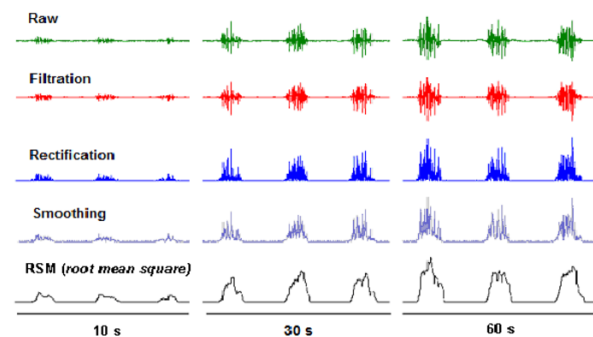 Raw
Filtration
Rectification
Smoothing
RSM (root mean square)
10 s 30 s 60 s